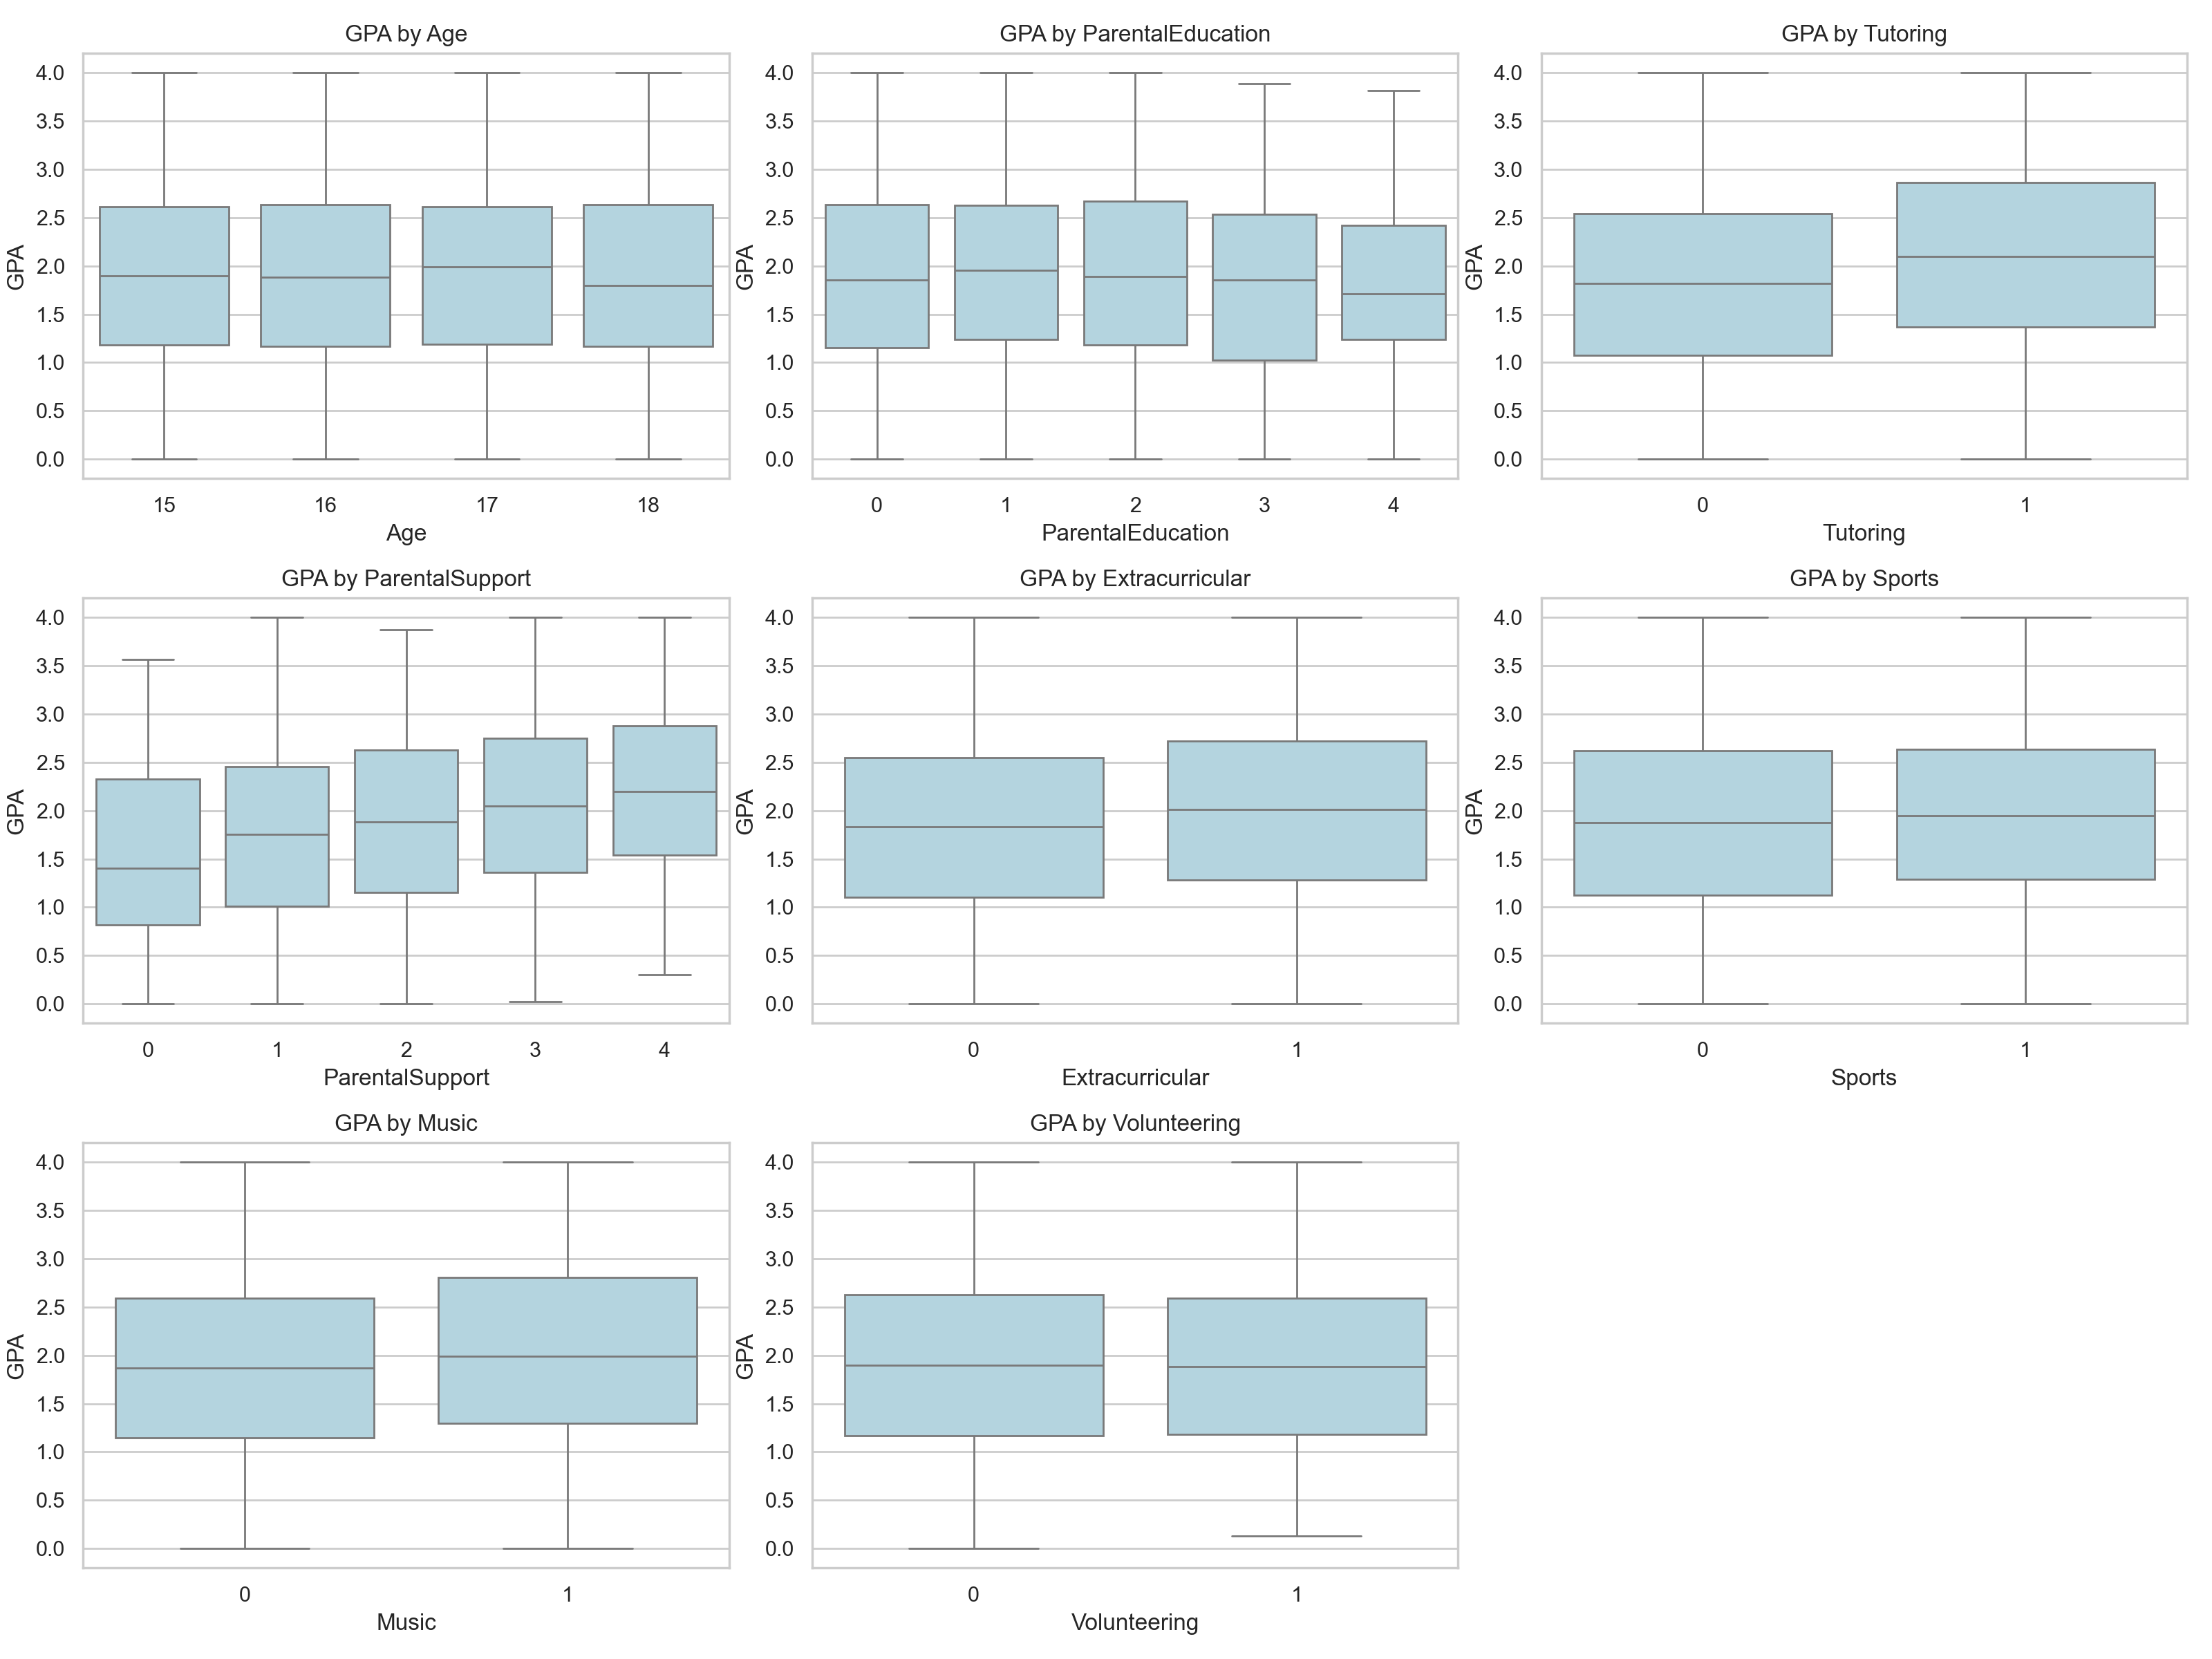 GPA by Age
GPA
4.0
3.5
3.0
2.5
2.0
1.5
1.0
0.5
0.0
15 16 17 18
Age
GPA by ParentalEducation
GPA
4.0
3.5
3.0
2.5
2.0
1.5
1.0
0.5
0.0
0 1 2 3 4
ParentalEducation
GPA by Tutoring
GPA
4.0
3.5
3.0
2.5
2.0
1.5
1.0
0.5
0.0
0 1
Tutoring
GPA by ParentalSupport
GPA
4.0
3.5
3.0
2.5
2.0
1.5
1.0
0.5
0.0
0 1 2 3 4
ParentalSupport
GPA by Extracurricular
GPA
4.0
3.5
3.0
2.5
2.0
1.5
1.0
0.5
0.0
0 1
Extracurricular
GPA by Sports
GPA
4.0
3.5
3.0
2.5
2.0
1.5
1.0
0.5
0.0
0 1
Sports
GPA by Music
GPA
4.0
3.5
3.0
2.5
2.0
1.5
1.0
0.5
0.0
0 1
Music
GPA by Volunteering
GPA
4.0
3.5
3.0
2.5
2.0
1.5
1.0
0.5
0.0
0 1
Volunteering